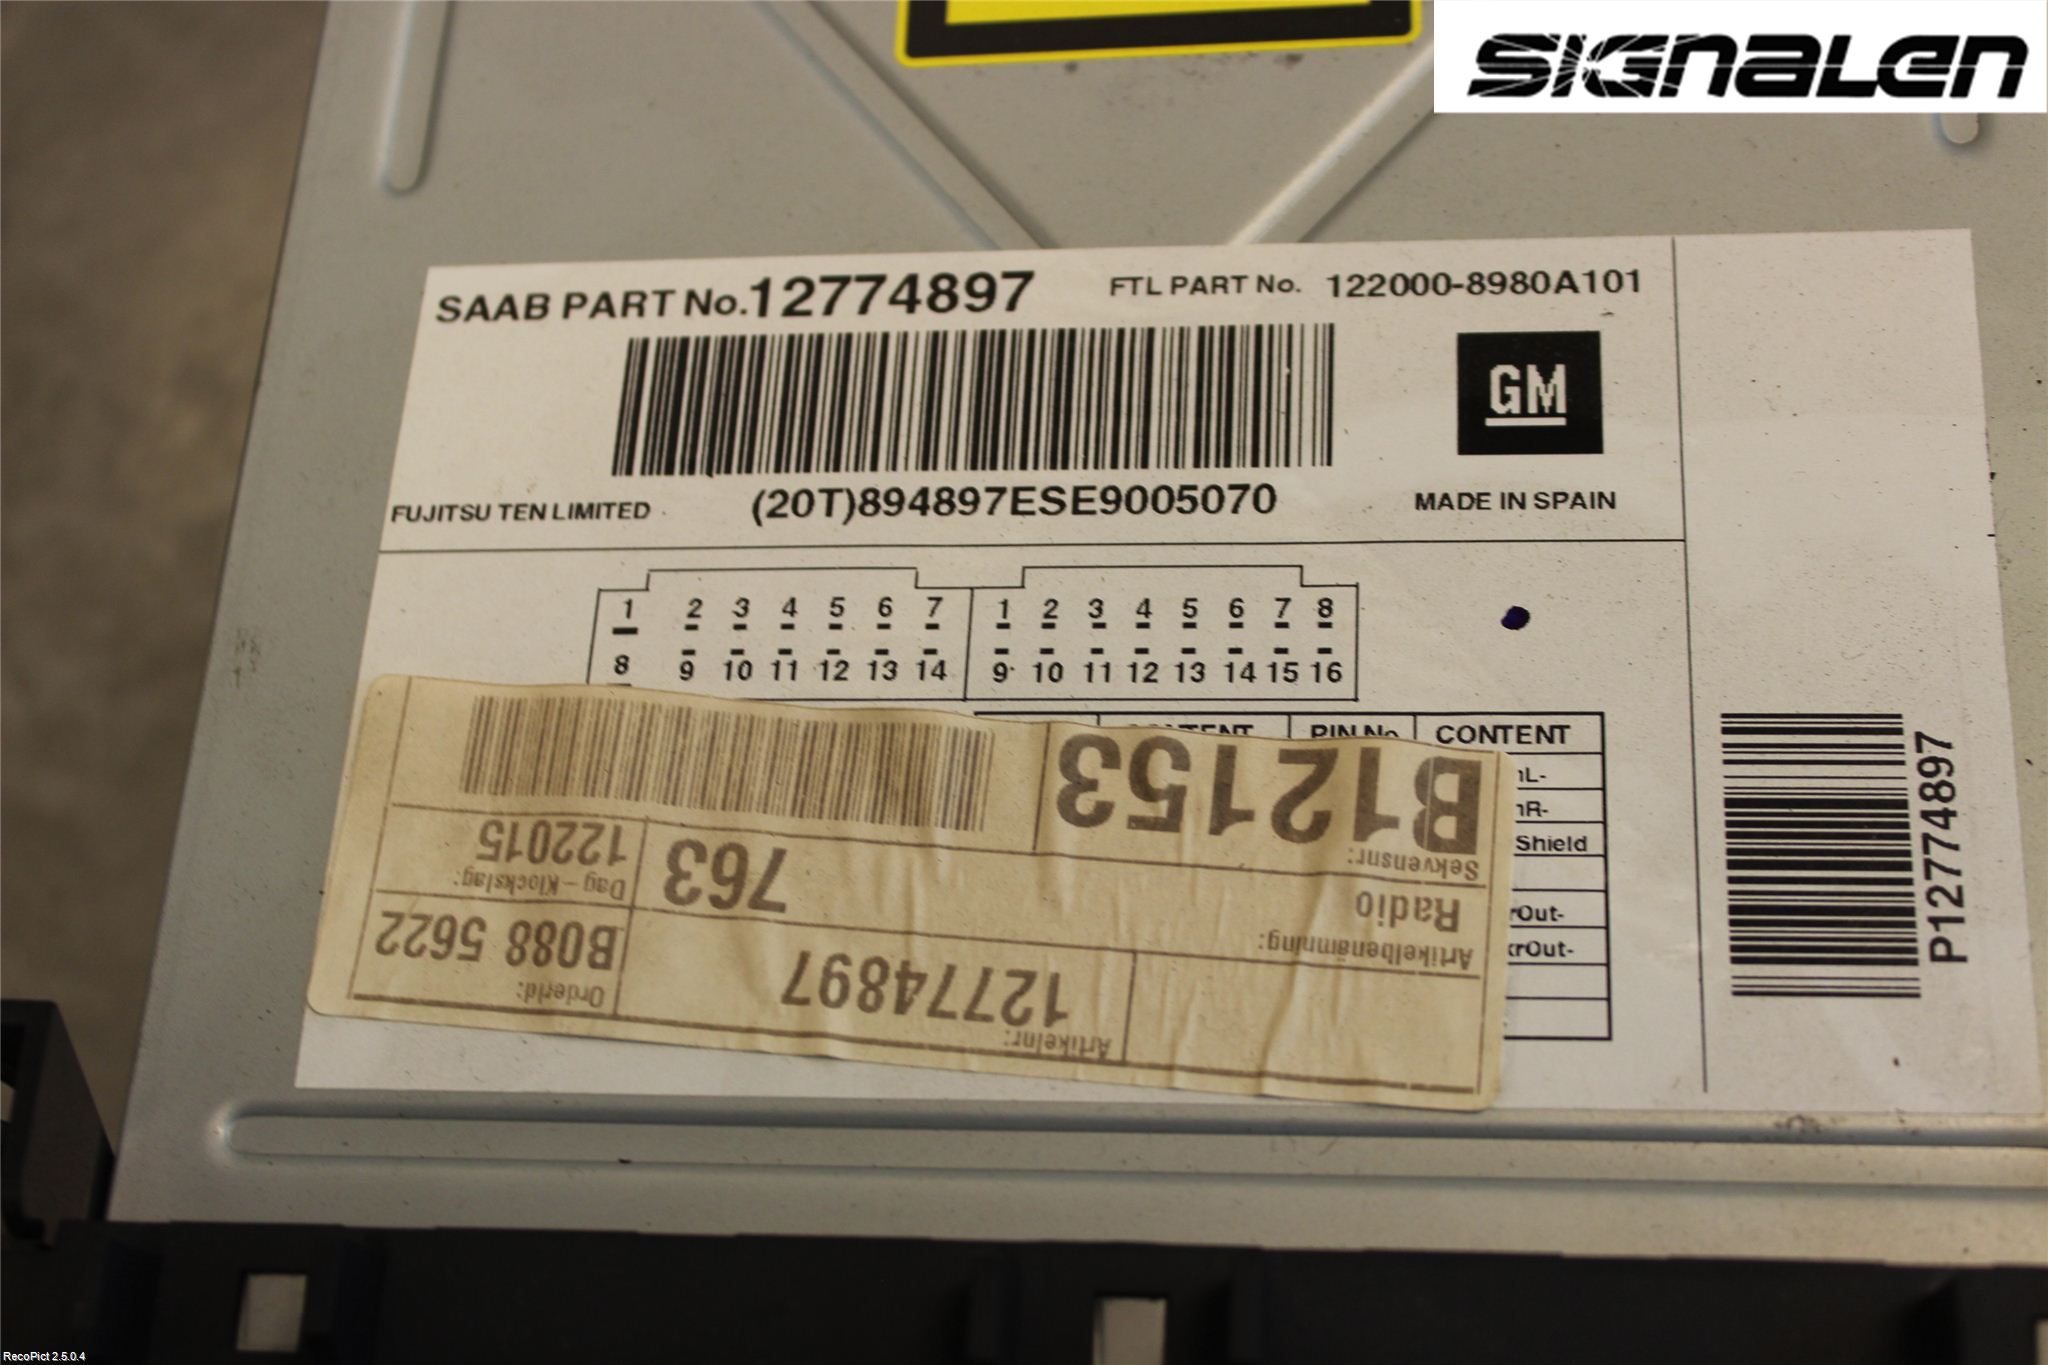 SIGNALEN
SAAB PART No.12774897
FTL PART No. 122000-8980A101
GM
FUJITSU TEN LIMITED
(20T)894897ESE9005070
MADE IN SPAIN
1 2 3 4 5 6 7
8 9 10 11 12 13 14
1 2 3 4 5 6 7 8
9 10 11 12 13 14 15 16
CONTENT
Shield
P12774897
Artikelnr:
12774897
OrderId:
B088 5622
Artikelbenämning:
Radio
763
Dag-Klockslag:
122015
Sekvensnr:
B12153
RecoPict 2.5.0.4